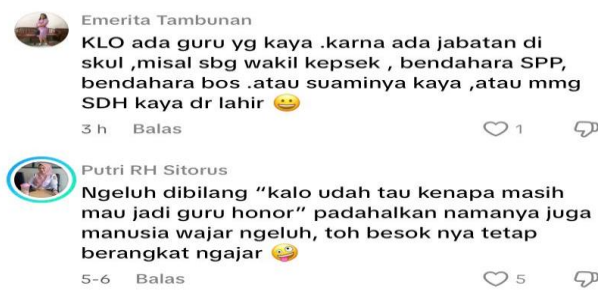 Emerita Tambunan
KLO ada guru yg kaya .karna ada jabatan di
skul ,misal sbg wakil kepsek , bendahara SPP,
bendahara bos .atau suaminya kaya ,atau mmg
SDH kaya dr lahir 😀
3 h Balas 1
Putri RH Sitorus
Ngeluh dibilang “kalo udah tau kenapa masih
mau jadi guru honor” padahalkan namanya juga
manusia wajar ngeluh, toh besok nya tetap
berangkat ngajar 🤪
5-6 Balas 5